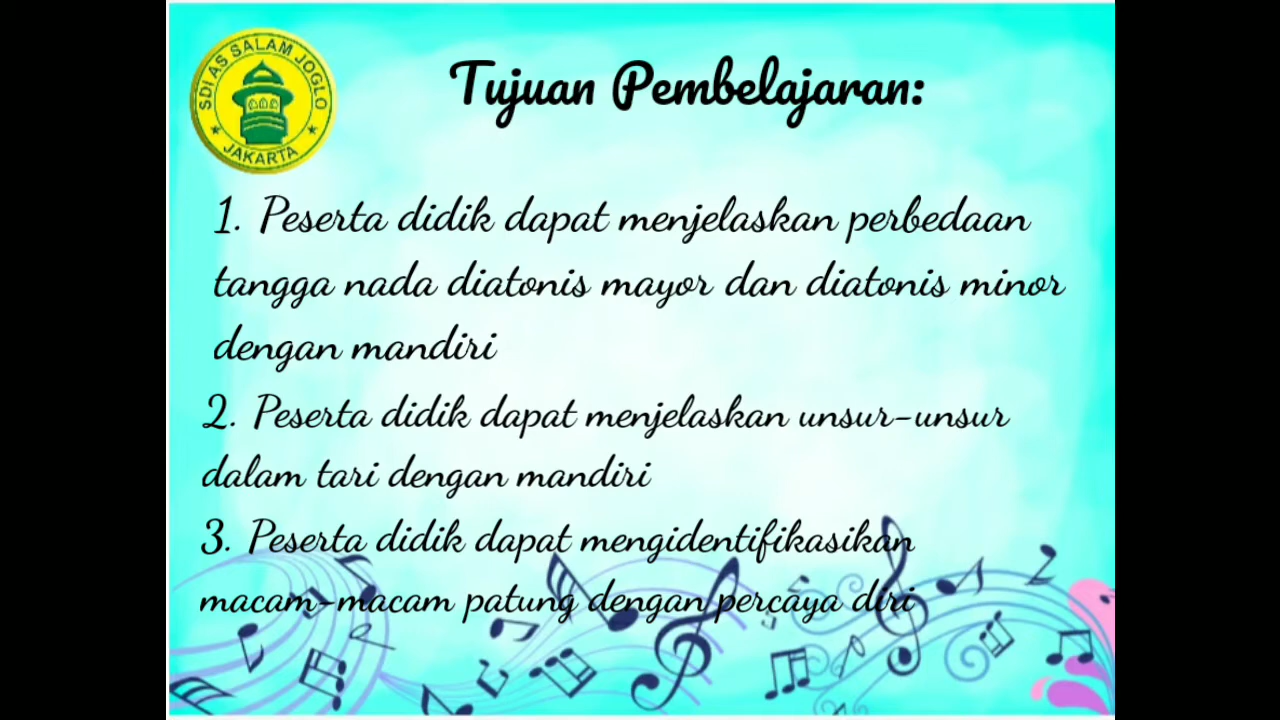 SDI AS SALAM JOGLO
JAKARTA
Tujuan Pembelajaran:
1. Peserta didik dapat menjelaskan perbedaan
tangga nada diatonis mayor dan diatonis minor
dengan mandiri
2. Peserta didik dapat menjelaskan unsur-unsur
dalam tari dengan mandiri
3. Peserta didik dapat mengidentifikasikan
macam-macam patung dengan percaya diri